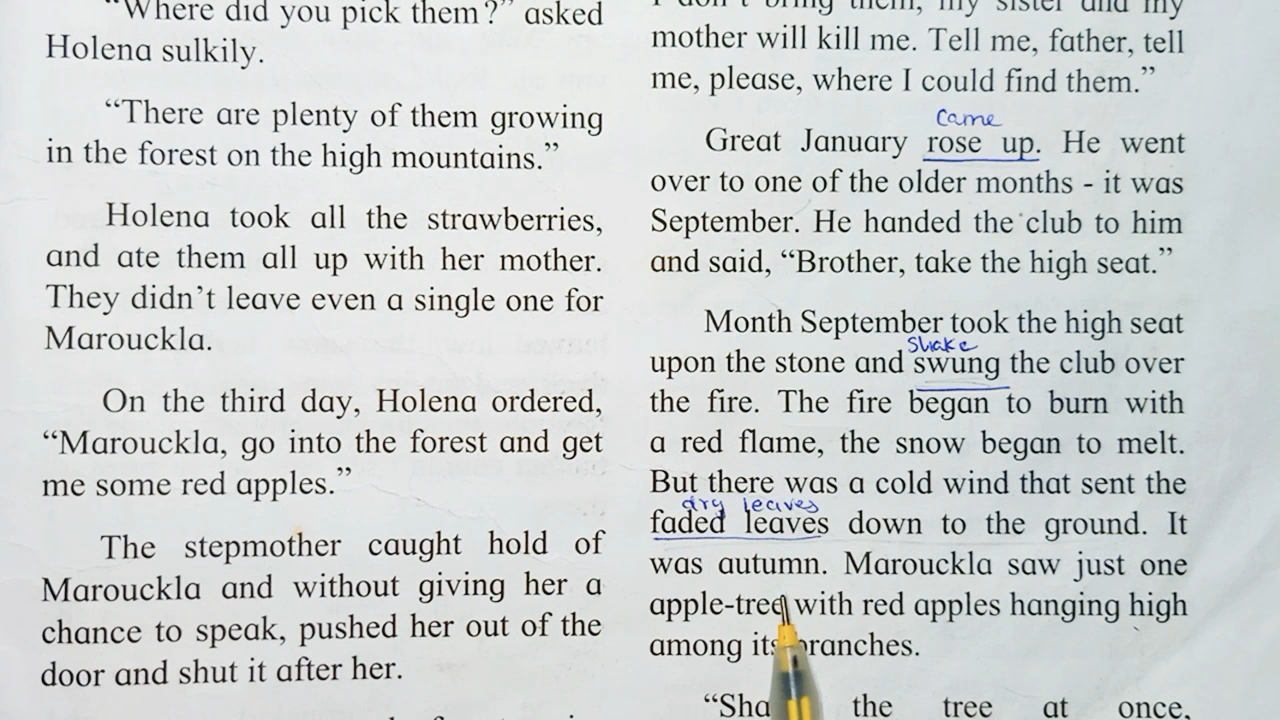 "Where did you pick them?" asked
Holena sulkily.
"There are plenty of them growing
in the forest on the high mountains."
Holena took all the strawberries,
and ate them all up with her mother.
They didn't leave even a single one for
Marouckla.
On the third day, Holena ordered,
"Marouckla, go into the forest and get
me some red apples."
The stepmother caught hold of
Marouckla and without giving her a
chance to speak, pushed her out of the
door and shut it after her.
I don't bring them, my sister and my
mother will kill me. Tell me, father, tell
me, please, where I could find them."
came
Great January rose up. He went
over to one of the older months - it was
September. He handed the club to him
and said, "Brother, take the high seat."
Month September took the high seat
shake
upon the stone and swung the club over
the fire. The fire began to burn with
a red flame, the snow began to melt.
But there was a cold wind that sent the
dry leaves
faded leaves down to the ground. It
was autumn. Marouckla saw just one
apple-tree with red apples hanging high
among its branches.
the tree at once,